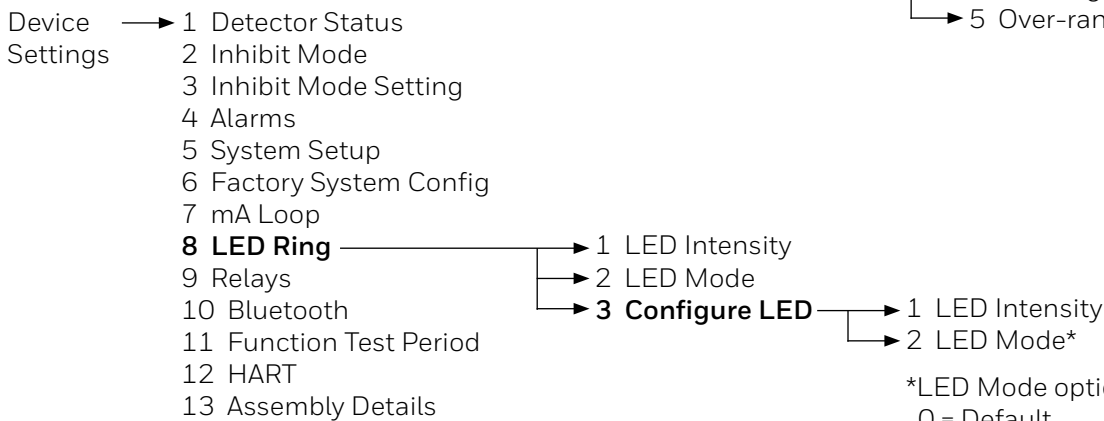 5 Over-ran
Device
Settings
1 Detector Status
2 Inhibit Mode
3 Inhibit Mode Setting
4 Alarms
5 System Setup
6 Factory System Config
7 mA Loop
8 LED Ring
9 Relays
10 Bluetooth
11 Function Test Period
12 HART
13 Assembly Details
1 LED Intensity
2 LED Mode
3 Configure LED
1 LED Intensity
2 LED Mode*
*LED Mode optio
0 = Default